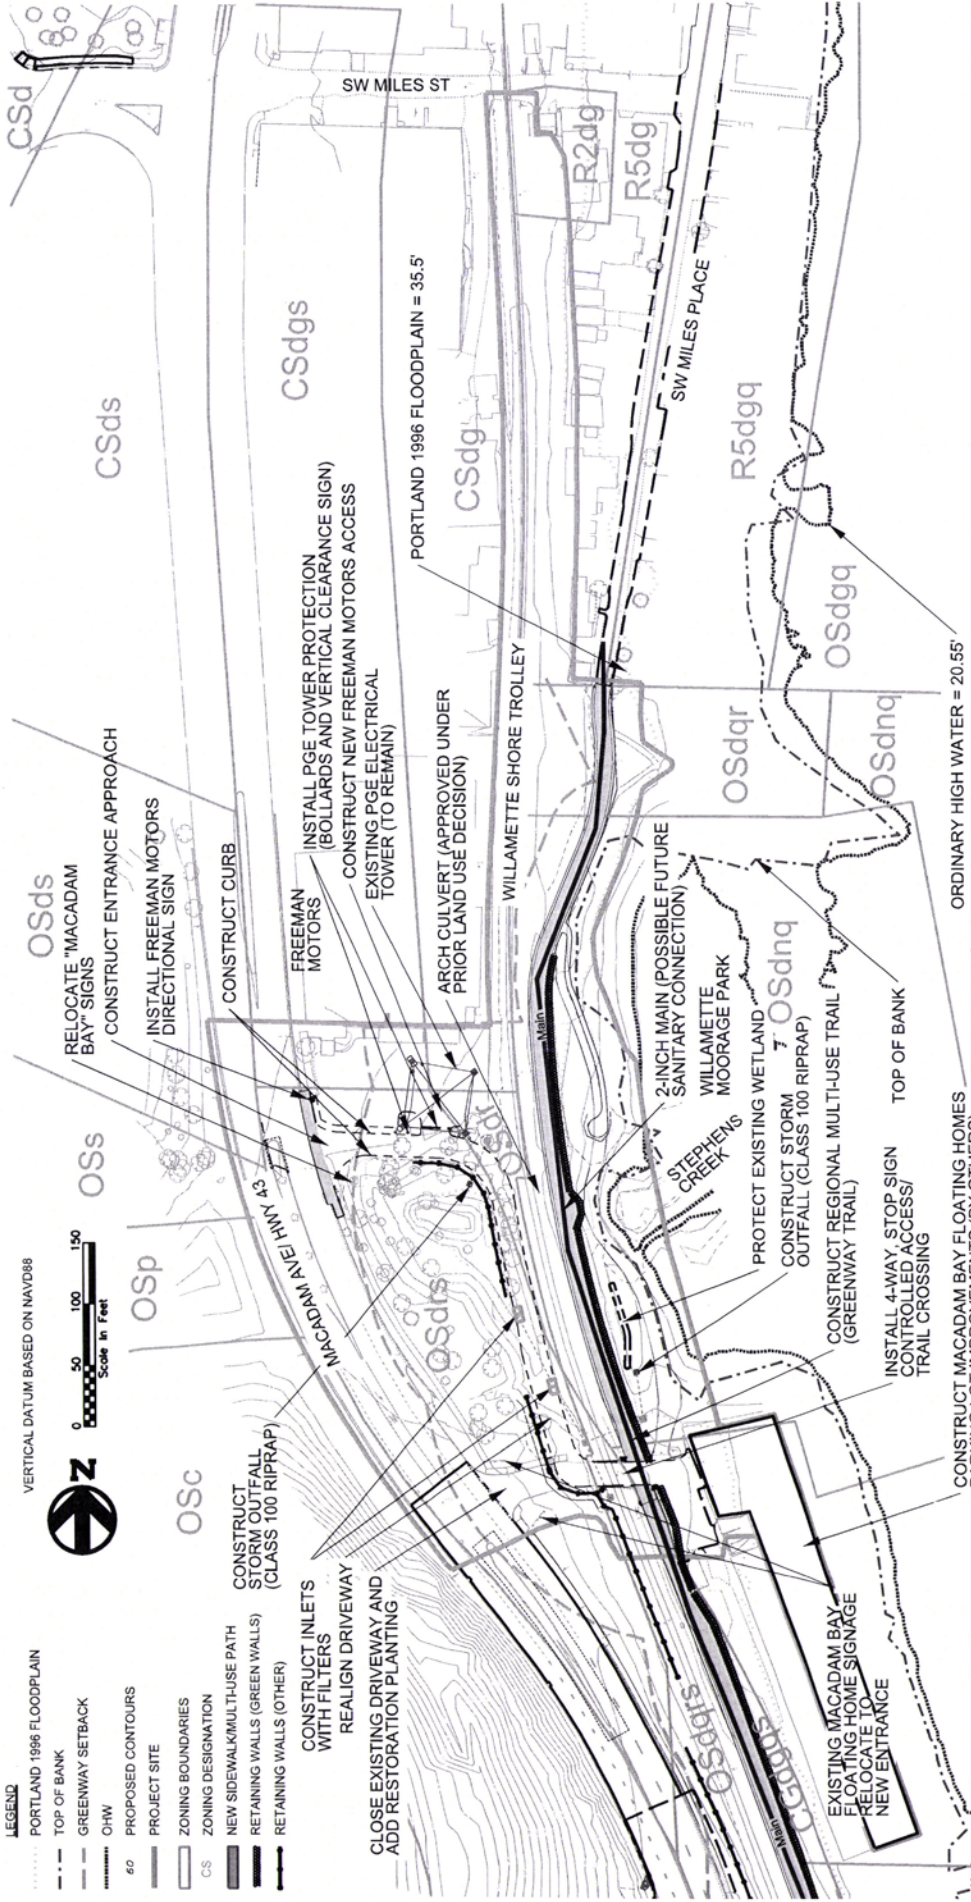 LEGEND
PORTLAND 1996 FLOODPLAIN
TOP OF BANK
GREENWAY SETBACK
OHW
60 PROPOSED CONTOURS
PROJECT SITE
ZONING BOUNDARIES
CS ZONING DESIGNATION
NEW SIDEWALK/MULTI-USE PATH
RETAINING WALLS (GREEN WALLS)
RETAINING WALLS (OTHER)
VERTICAL DATUM BASED ON NAVD88
N
0 50 100 150
Scale In Feet
OSc
OSp
OSs
OSds
CSds
CSd
CSdgs
CSdg
R2dg
R5dg
R5dgq
OSdgq
OSdqr
OSdnq
OSdnq
OSdr
OSdrs
OSdqrs
SW MILES ST
SW MILES PLACE
PORTLAND 1996 FLOODPLAIN = 35.5'
RELOCATE "MACADAM
BAY" SIGNS
CONSTRUCT ENTRANCE APPROACH
INSTALL FREEMAN MOTORS
DIRECTIONAL SIGN
CONSTRUCT CURB
FREEMAN
MOTORS
INSTALL PGE TOWER PROTECTION
(BOLLARDS AND VERTICAL CLEARANCE SIGN)
CONSTRUCT NEW FREEMAN MOTORS ACCESS
EXISTING PGE ELECTRICAL
TOWER (TO REMAIN)
ARCH CULVERT (APPROVED UNDER
PRIOR LAND USE DECISION)
WILLAMETTE SHORE TROLLEY
MACADAM AVE/ HWY 43
CONSTRUCT
STORM OUTFALL
(CLASS 100 RIPRAP)
CONSTRUCT INLETS
WITH FILTERS
REALIGN DRIVEWAY
CLOSE EXISTING DRIVEWAY AND
ADD RESTORATION PLANTING
Main
Main
2-INCH MAIN (POSSIBLE FUTURE
SANITARY CONNECTION)
WILLAMETTE
MOORAGE PARK
STEPHENS
CREEK
PROTECT EXISTING WETLAND
CONSTRUCT STORM
OUTFALL (CLASS 100 RIPRAP)
CONSTRUCT REGIONAL MULTI-USE TRAIL
(GREENWAY TRAIL)
INSTALL 4-WAY, STOP SIGN
CONTROLLED ACCESS/
TRAIL CROSSING
TOP OF BANK
ORDINARY HIGH WATER = 20.55'
EXISTING MACADAM BAY
FLOATING HOME SIGNAGE
RELOCATE TO
NEW ENTRANCE
CONSTRUCT MACADAM BAY FLOATING HOMES